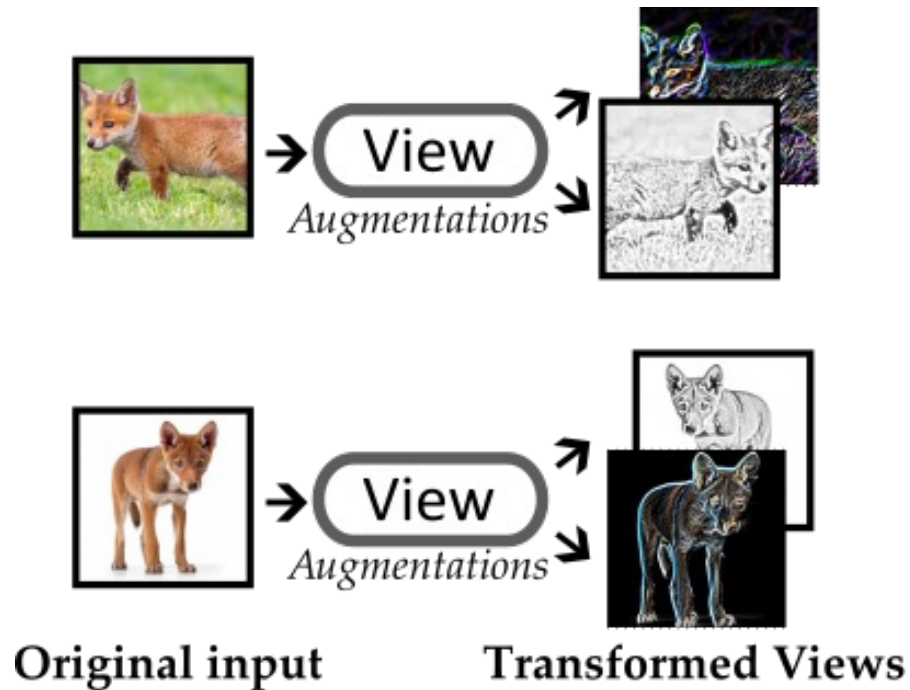 View
Augmentations
View
Augmentations
Original input
Transformed Views